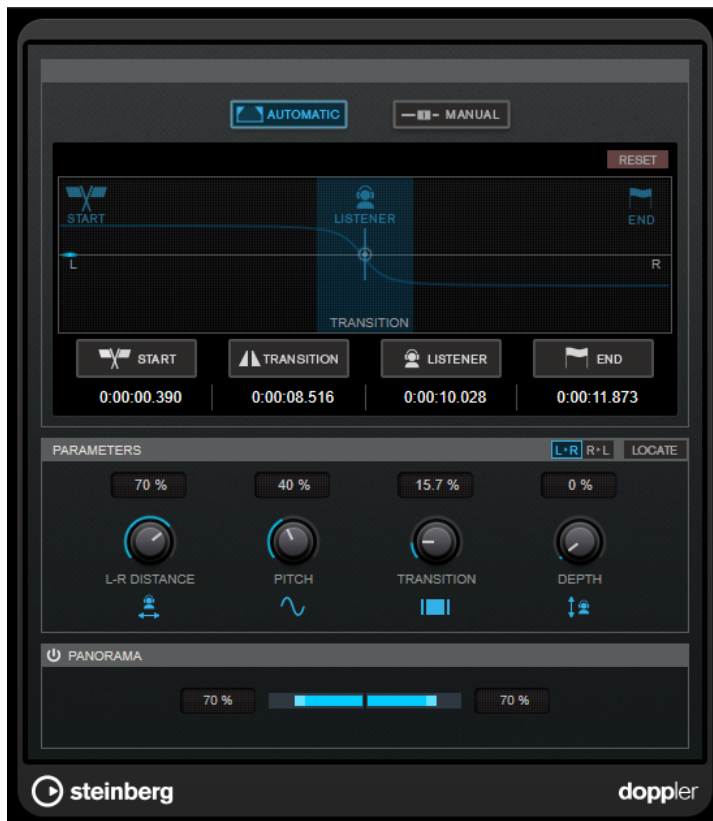 AUTOMATIC MANUAL
RESET
START LISTENER END
L R
TRANSITION
START TRANSITION LISTENER END
0:00:00.390 0:00:08.516 0:00:10.028 0:00:11.873
PARAMETERS L▸R R▸L LOCATE
70 % 40 % 15.7 % 0 %
L-R DISTANCE PITCH TRANSITION DEPTH
PANORAMA
70 % 70 %
steinberg doppler